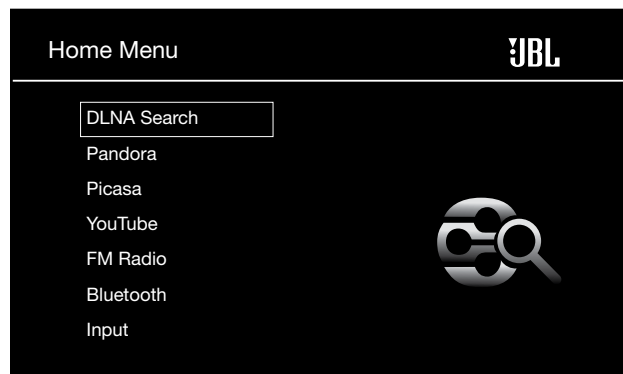 Home Menu
JBL
DLNA Search
Pandora
Picasa
YouTube
FM Radio
Bluetooth
Input